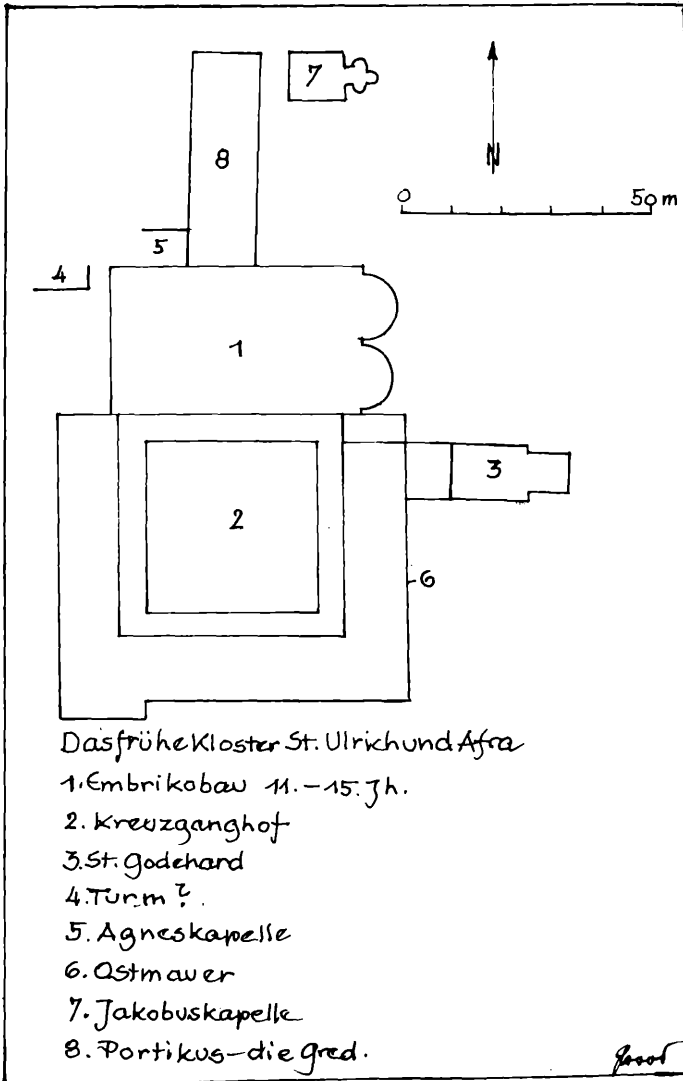 7
8
N
0 50 m
5
4
1
3
2
6
Das frühe Kloster St. Ulrich und Afra
1. Embrikobau 11.-15. Jh.
2. Kreuzganghof
3. St. Godehard
4. Turm ?.
5. Agneskapelle
6. Ostmauer
7. Jakobuskapelle
8. Portikus-die Gred.